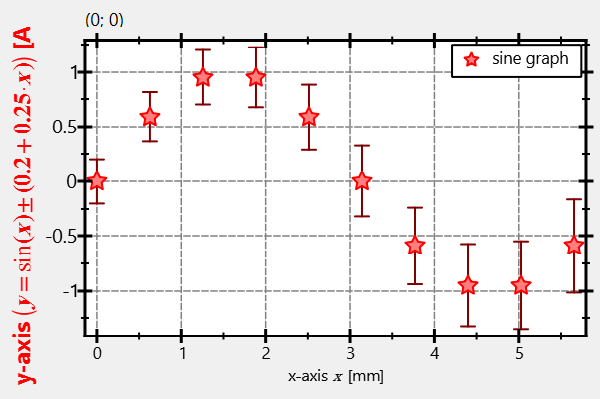 (0; 0)
y-axis (y = sin(x) ± (0.2 + 0.25 · x)) [A
sine graph
1
0.5
0
-0.5
-1
0 1 2 3 4 5
x-axis x [mm]